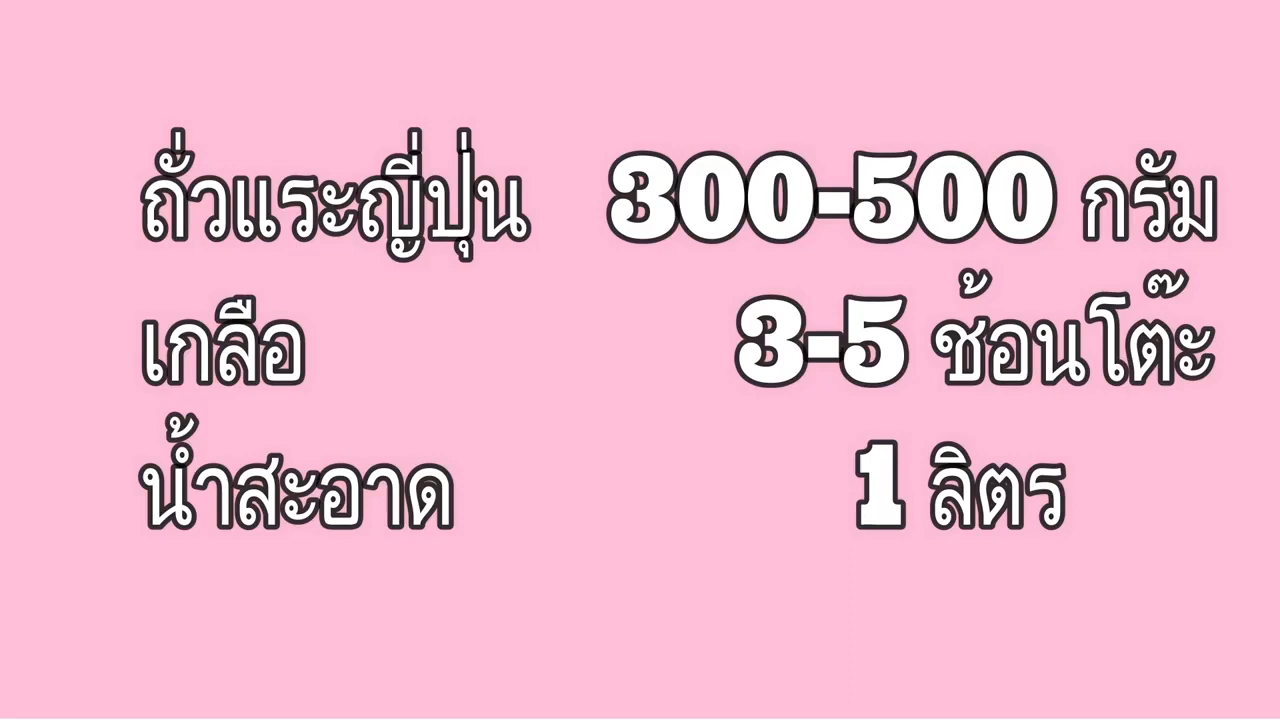 ถั่วแระญี่ปุ่น 300-500 กรัม
เกลือ 3-5 ช้อนโต๊ะ
น้ำสะอาด 1 ลิตร